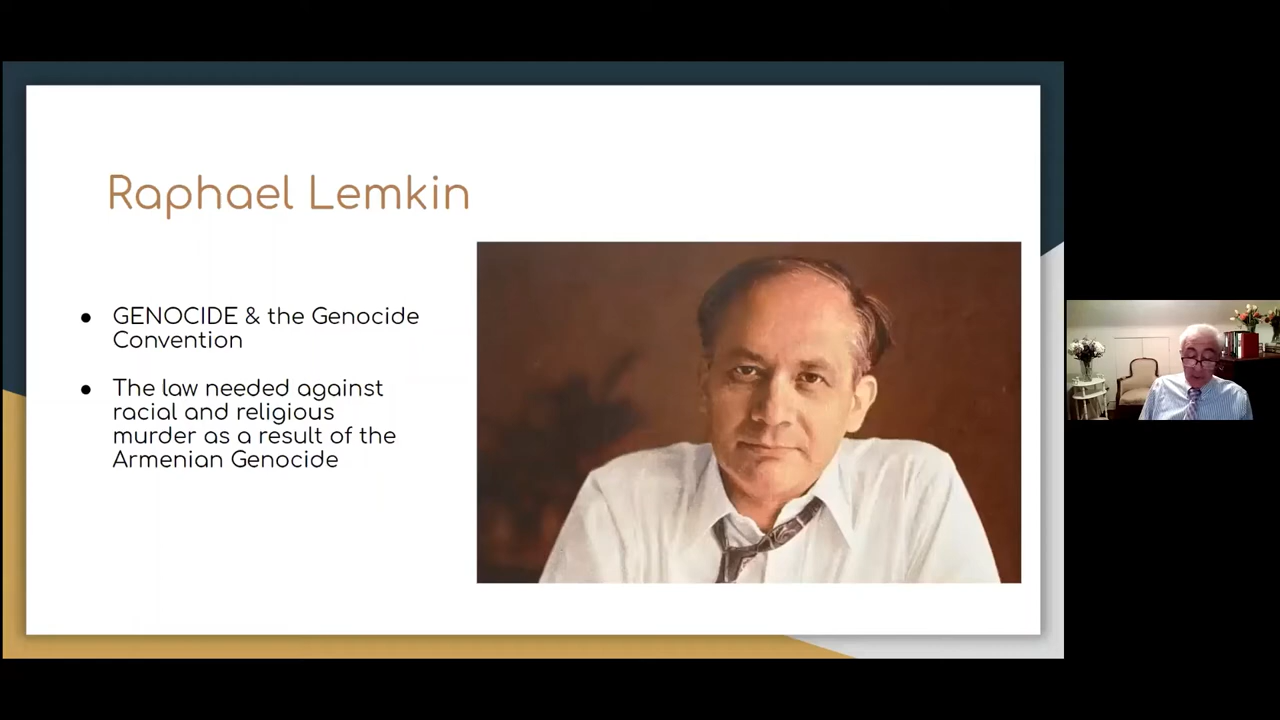 Raphael Lemkin
● GENOCIDE & the Genocide
Convention
● The law needed against
racial and religious
murder as a result of the
Armenian Genocide